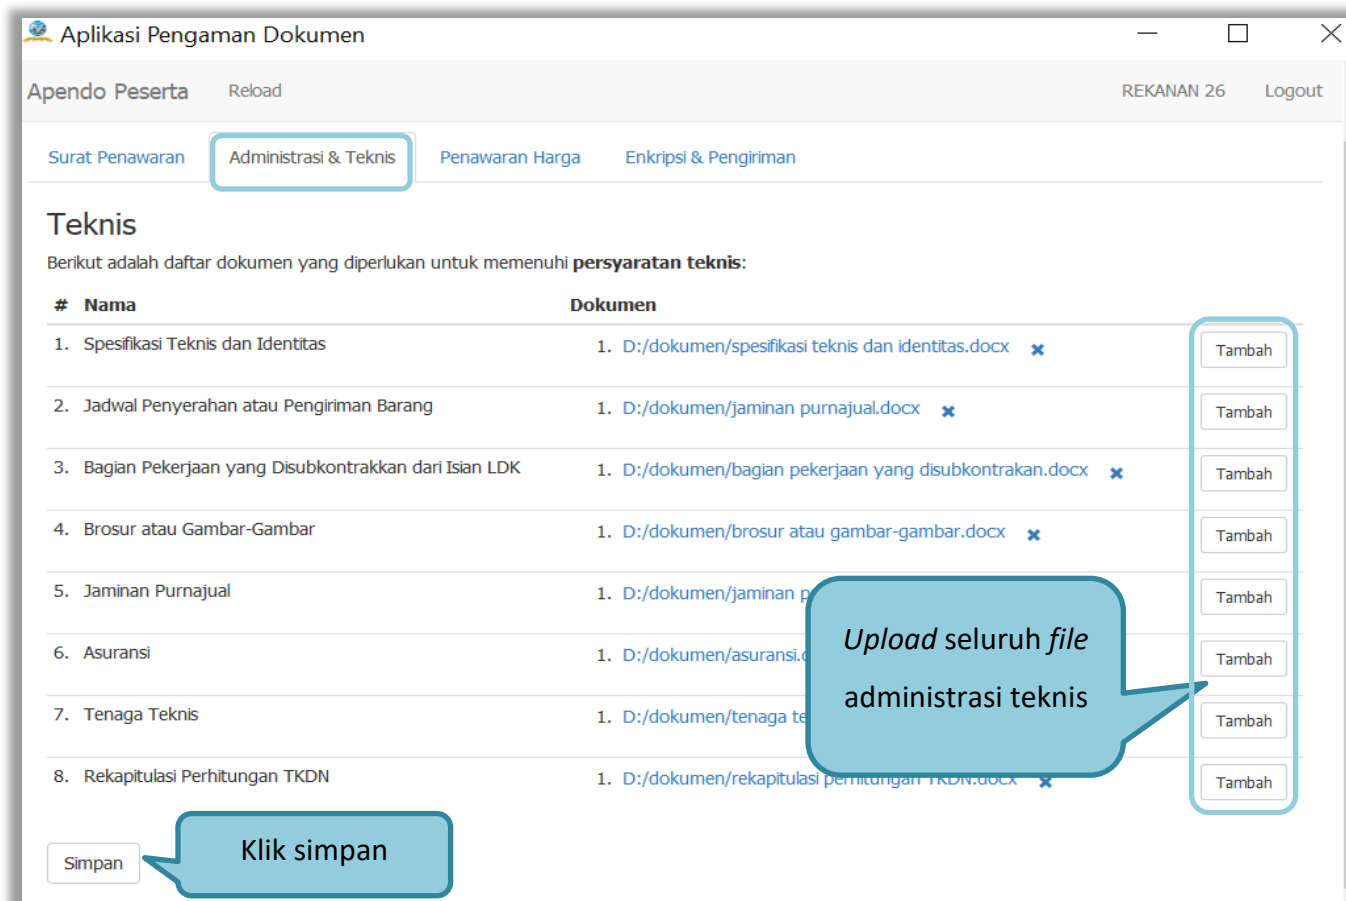 Aplikasi Pengaman Dokumen
Apendo Peserta Reload REKANAN 26 Logout
Surat Penawaran Administrasi & Teknis Penawaran Harga Enkripsi & Pengiriman
Teknis
Berikut adalah daftar dokumen yang diperlukan untuk memenuhi persyaratan teknis:
# Nama Dokumen
1. Spesifikasi Teknis dan Identitas 1. D:/dokumen/spesifikasi teknis dan identitas.docx Tambah
2. Jadwal Penyerahan atau Pengiriman Barang 1. D:/dokumen/jaminan purnajual.docx Tambah
3. Bagian Pekerjaan yang Disubkontrakkan dari Isian LDK 1. D:/dokumen/bagian pekerjaan yang disubkontrakan.docx Tambah
4. Brosur atau Gambar-Gambar 1. D:/dokumen/brosur atau gambar-gambar.docx Tambah
5. Jaminan Purnajual 1. D:/dokumen/jaminan Tambah
6. Asuransi 1. D:/dokumen/asuransi. Tambah
7. Tenaga Teknis 1. D:/dokumen/tenaga Tambah
8. Rekapitulasi Perhitungan TKDN 1. D:/dokumen/rekapitulasi perhitungan TKDN.docx Tambah
Upload seluruh file
administrasi teknis
Simpan
Klik simpan